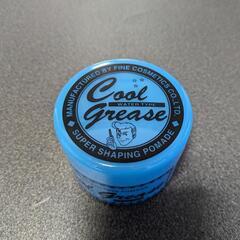 MANUFACTURED BY FINE COSMETICS CO.,LTD.
Cool
WATER TYPE
Grease
SUPER SHAPING POMADE